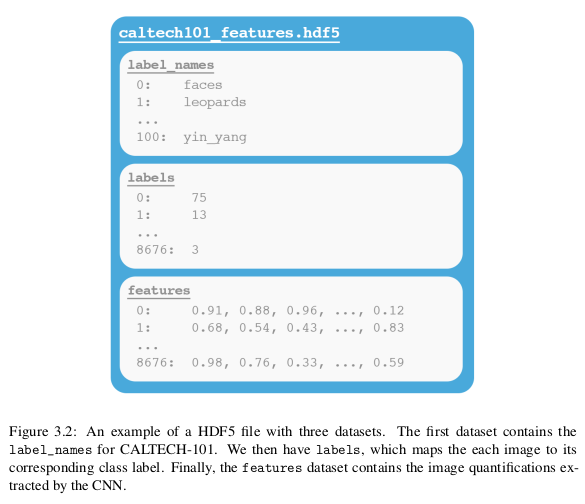 caltech101_features.hdf5
label_names
0: faces
1: leopards
...
100: yin_yang
labels
0: 75
1: 13
...
8676: 3
features
0: 0.91, 0.88, 0.96, ..., 0.12
1: 0.68, 0.54, 0.43, ..., 0.83
...
8676: 0.98, 0.76, 0.33, ..., 0.59
Figure 3.2: An example of a HDF5 file with three datasets. The first dataset contains the
label_names for CALTECH-101. We then have labels, which maps the each image to its
corresponding class label. Finally, the features dataset contains the image quantifications ex-
tracted by the CNN.